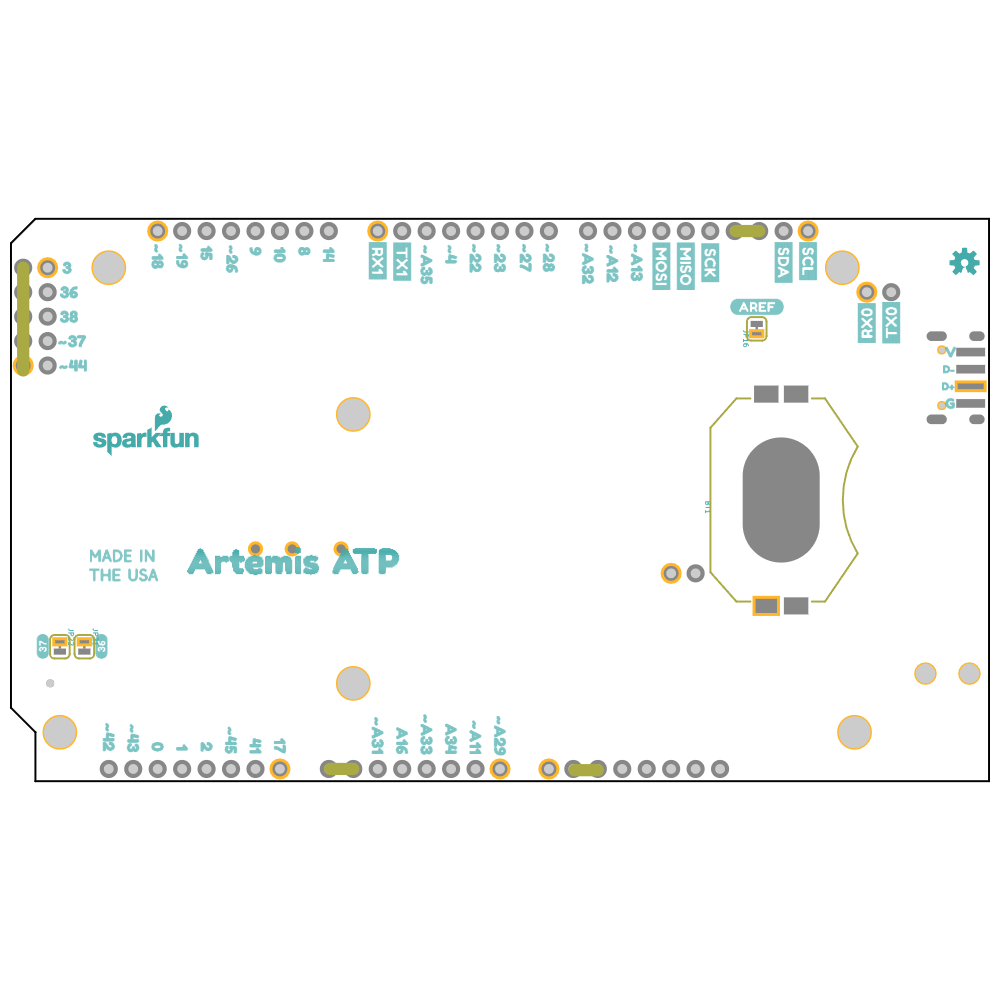 ~18
~19
15
~26
9
10
8
14
RX1
TX1
~A35
~4
~22
~23
~27
~28
~A32
~A12
~A13
MOSI
MISO
SCK
SDA
SCL
3
36
38
~37
~44
AREF
RX0
TX0
V
D-
D+
G
sparkfun
BT1
MADE IN
THE USA
Artemis ATP
37
36
~42
~43
0
1
2
~45
41
17
~A31
A16
~A33
A34
~A11
~A29